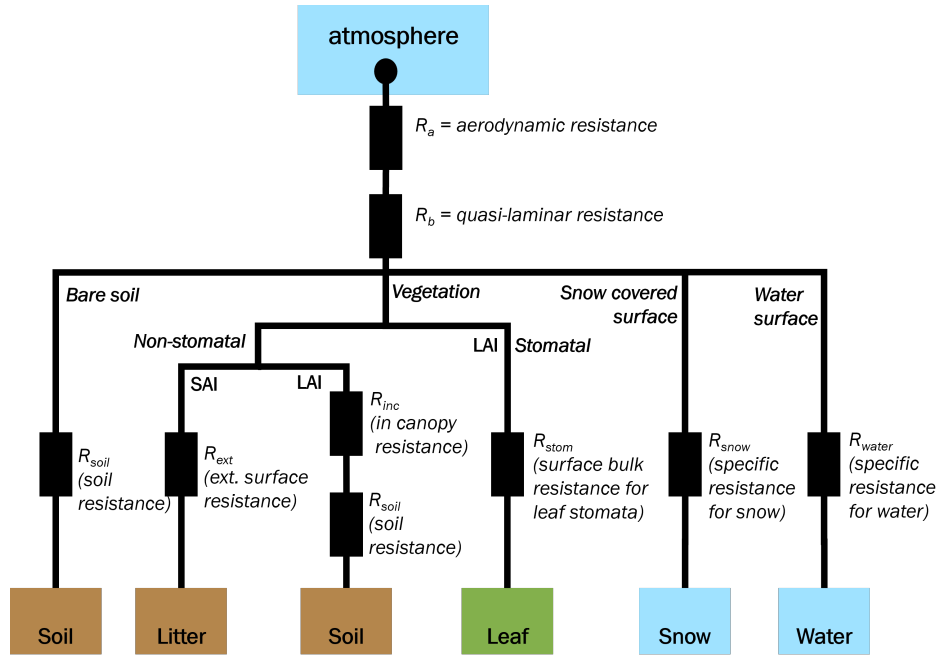 atmosphere
Ra = aerodynamic resistance
Rb = quasi-laminar resistance
Bare soil
Vegetation
Snow covered
surface
Water
surface
Non-stomatal
LAI
Stomatal
SAI
LAI
Rsoil
(soil
resistance)
Rext
(ext. surface
resistance)
Rinc
(in canopy
resistance)
Rsoil
(soil
resistance)
Rstom
(surface bulk
resistance for
leaf stomata)
Rsnow
(specific
resistance
for snow)
Rwater
(specific
resistance
for water)
Soil
Litter
Soil
Leaf
Snow
Water